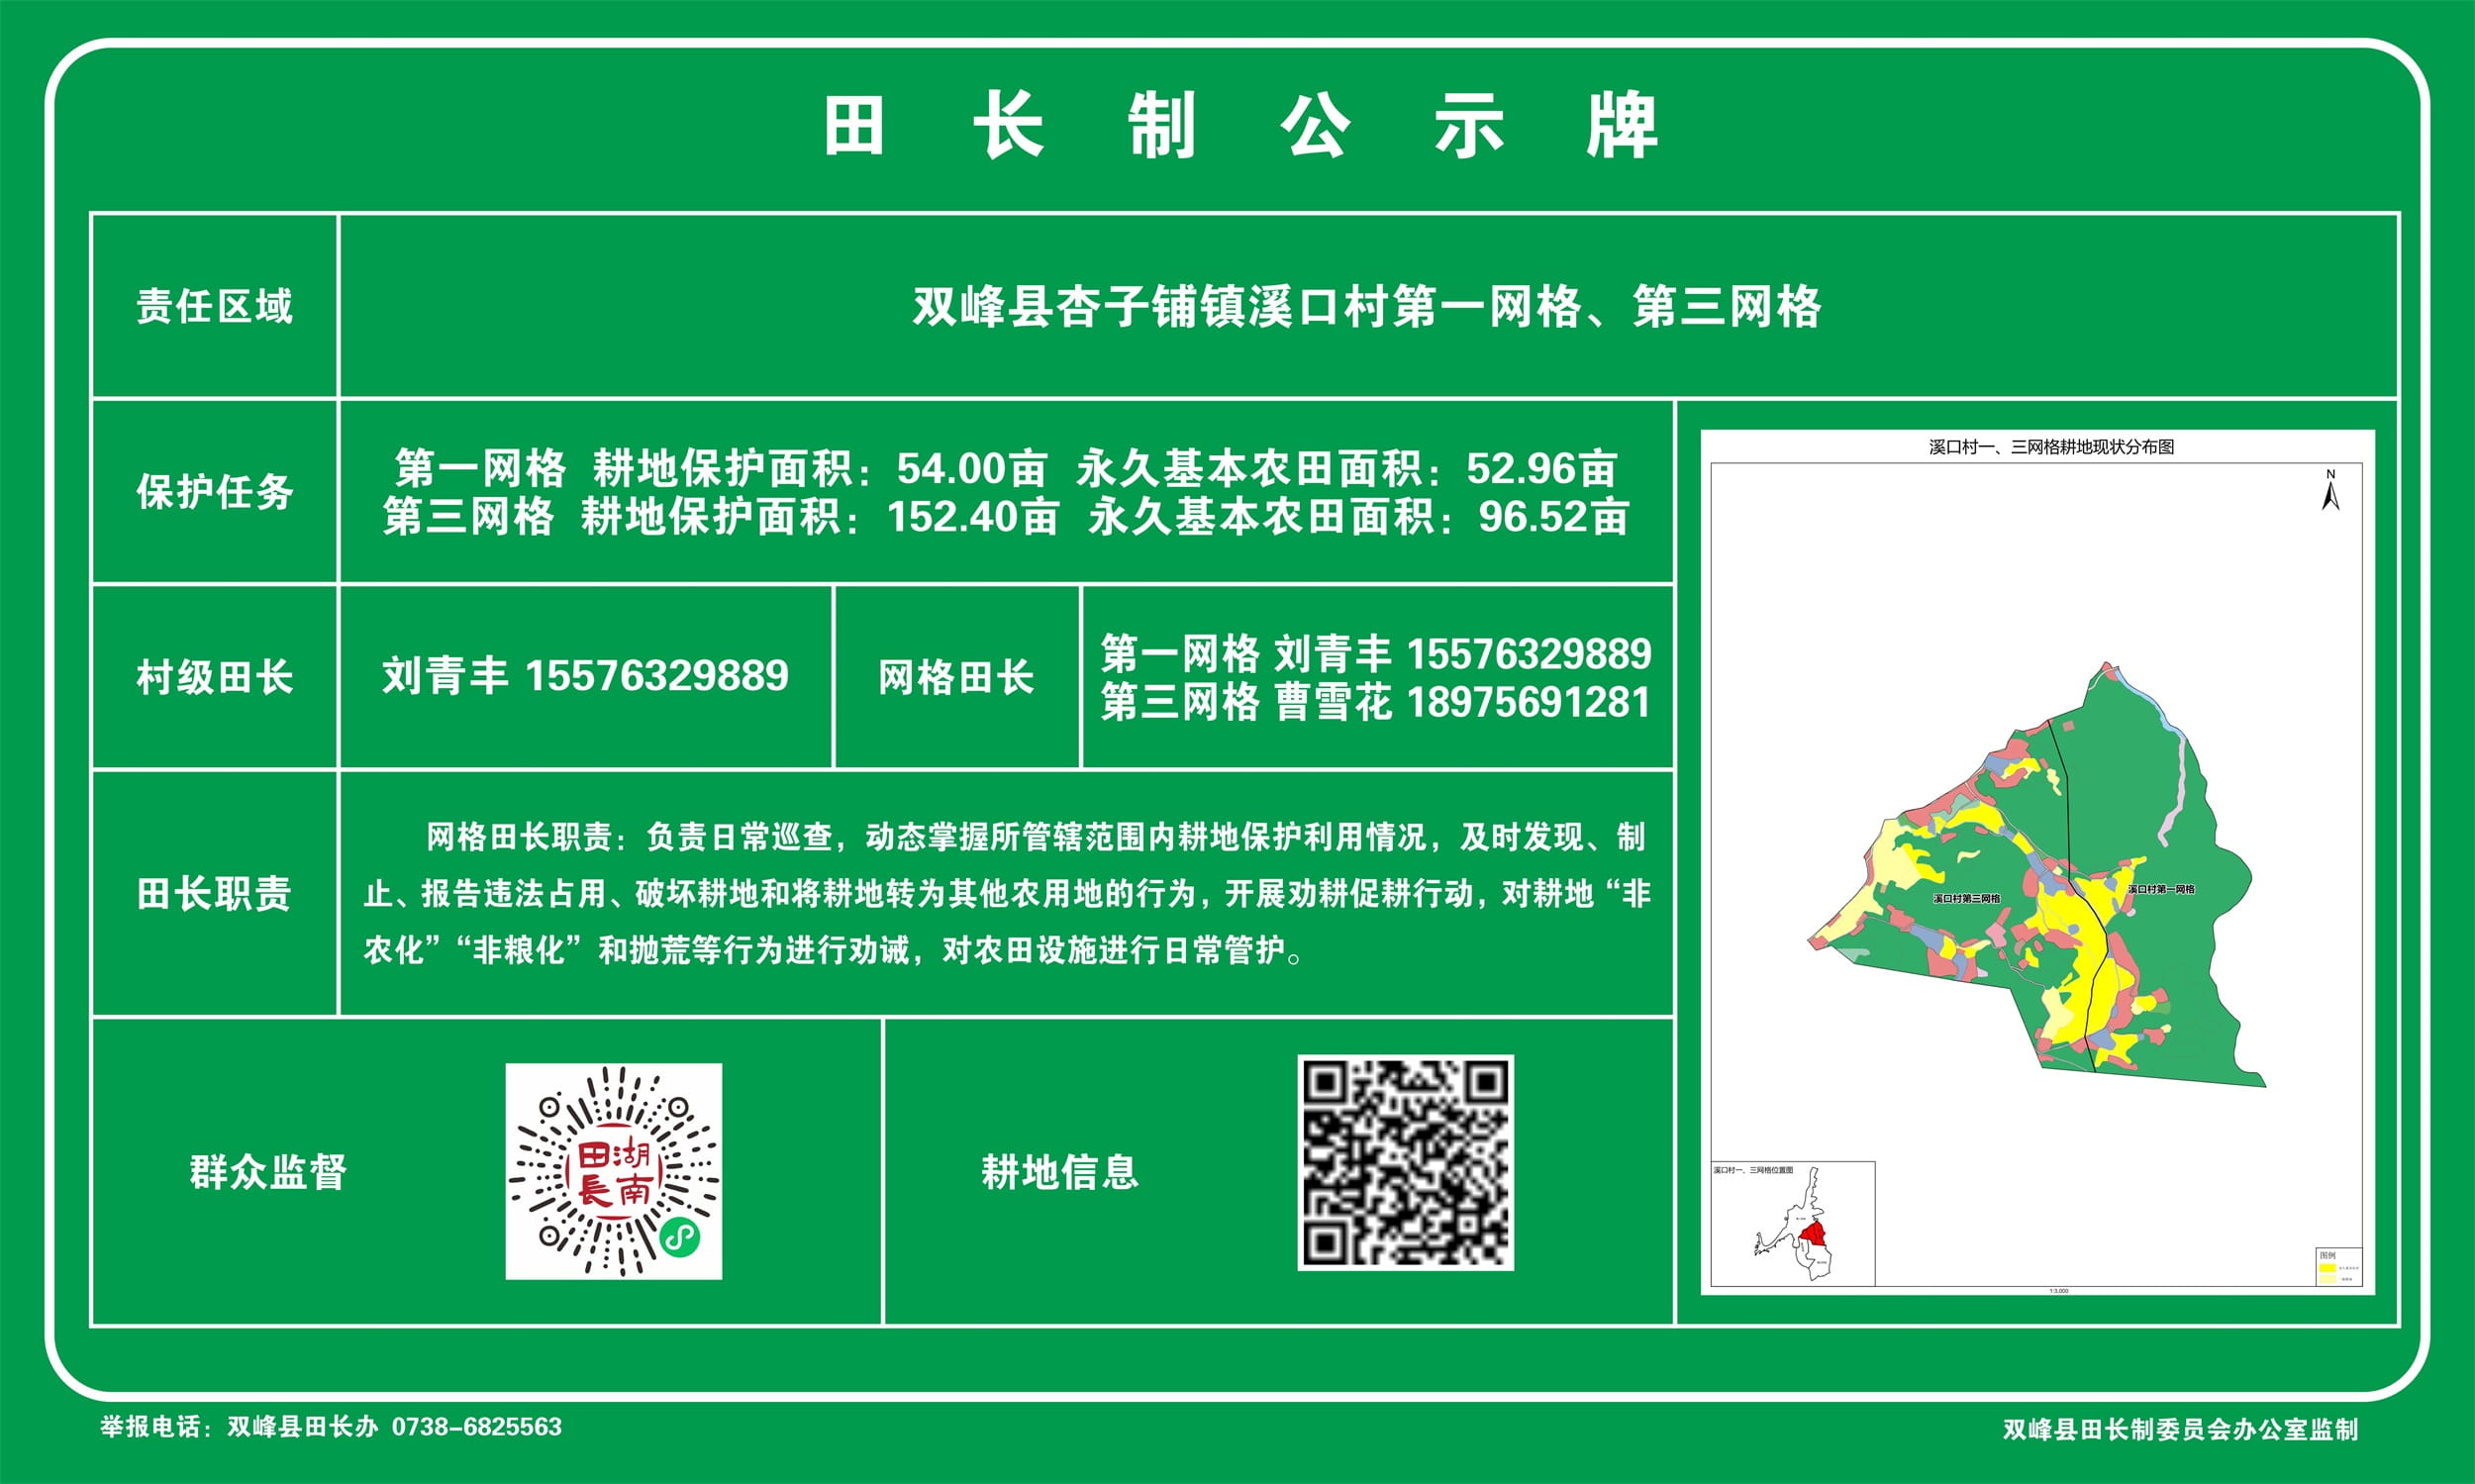 田长制公示牌
责任区域
双峰县杏子铺镇溪口村第一网格、第三网格
保护任务
第一网格 耕地保护面积：54.00亩 永久基本农田面积：52.96亩
第三网格 耕地保护面积：152.40亩 永久基本农田面积：96.52亩
村级田长
刘青丰 15576329889
网格田长
第一网格 刘青丰 15576329889
第三网格 曹雪花 18975691281
田长职责
网格田长职责：负责日常巡查，动态掌握所管辖范围内耕地保护利用情况，及时发现、制
止、报告违法占用、破坏耕地和将耕地转为其他农用地的行为，开展劝耕促耕行动，对耕地“非
农化”“非粮化”和抛荒等行为进行劝诫，对农田设施进行日常管护。
群众监督
田湖
長南
耕地信息
溪口村一、三网格耕地现状分布图
N
溪口村第一网格
溪口村第三网格
溪口村一、三网格位置图
图例
1:3,000
举报电话：双峰县田长办 0738-6825563
双峰县田长制委员会办公室监制